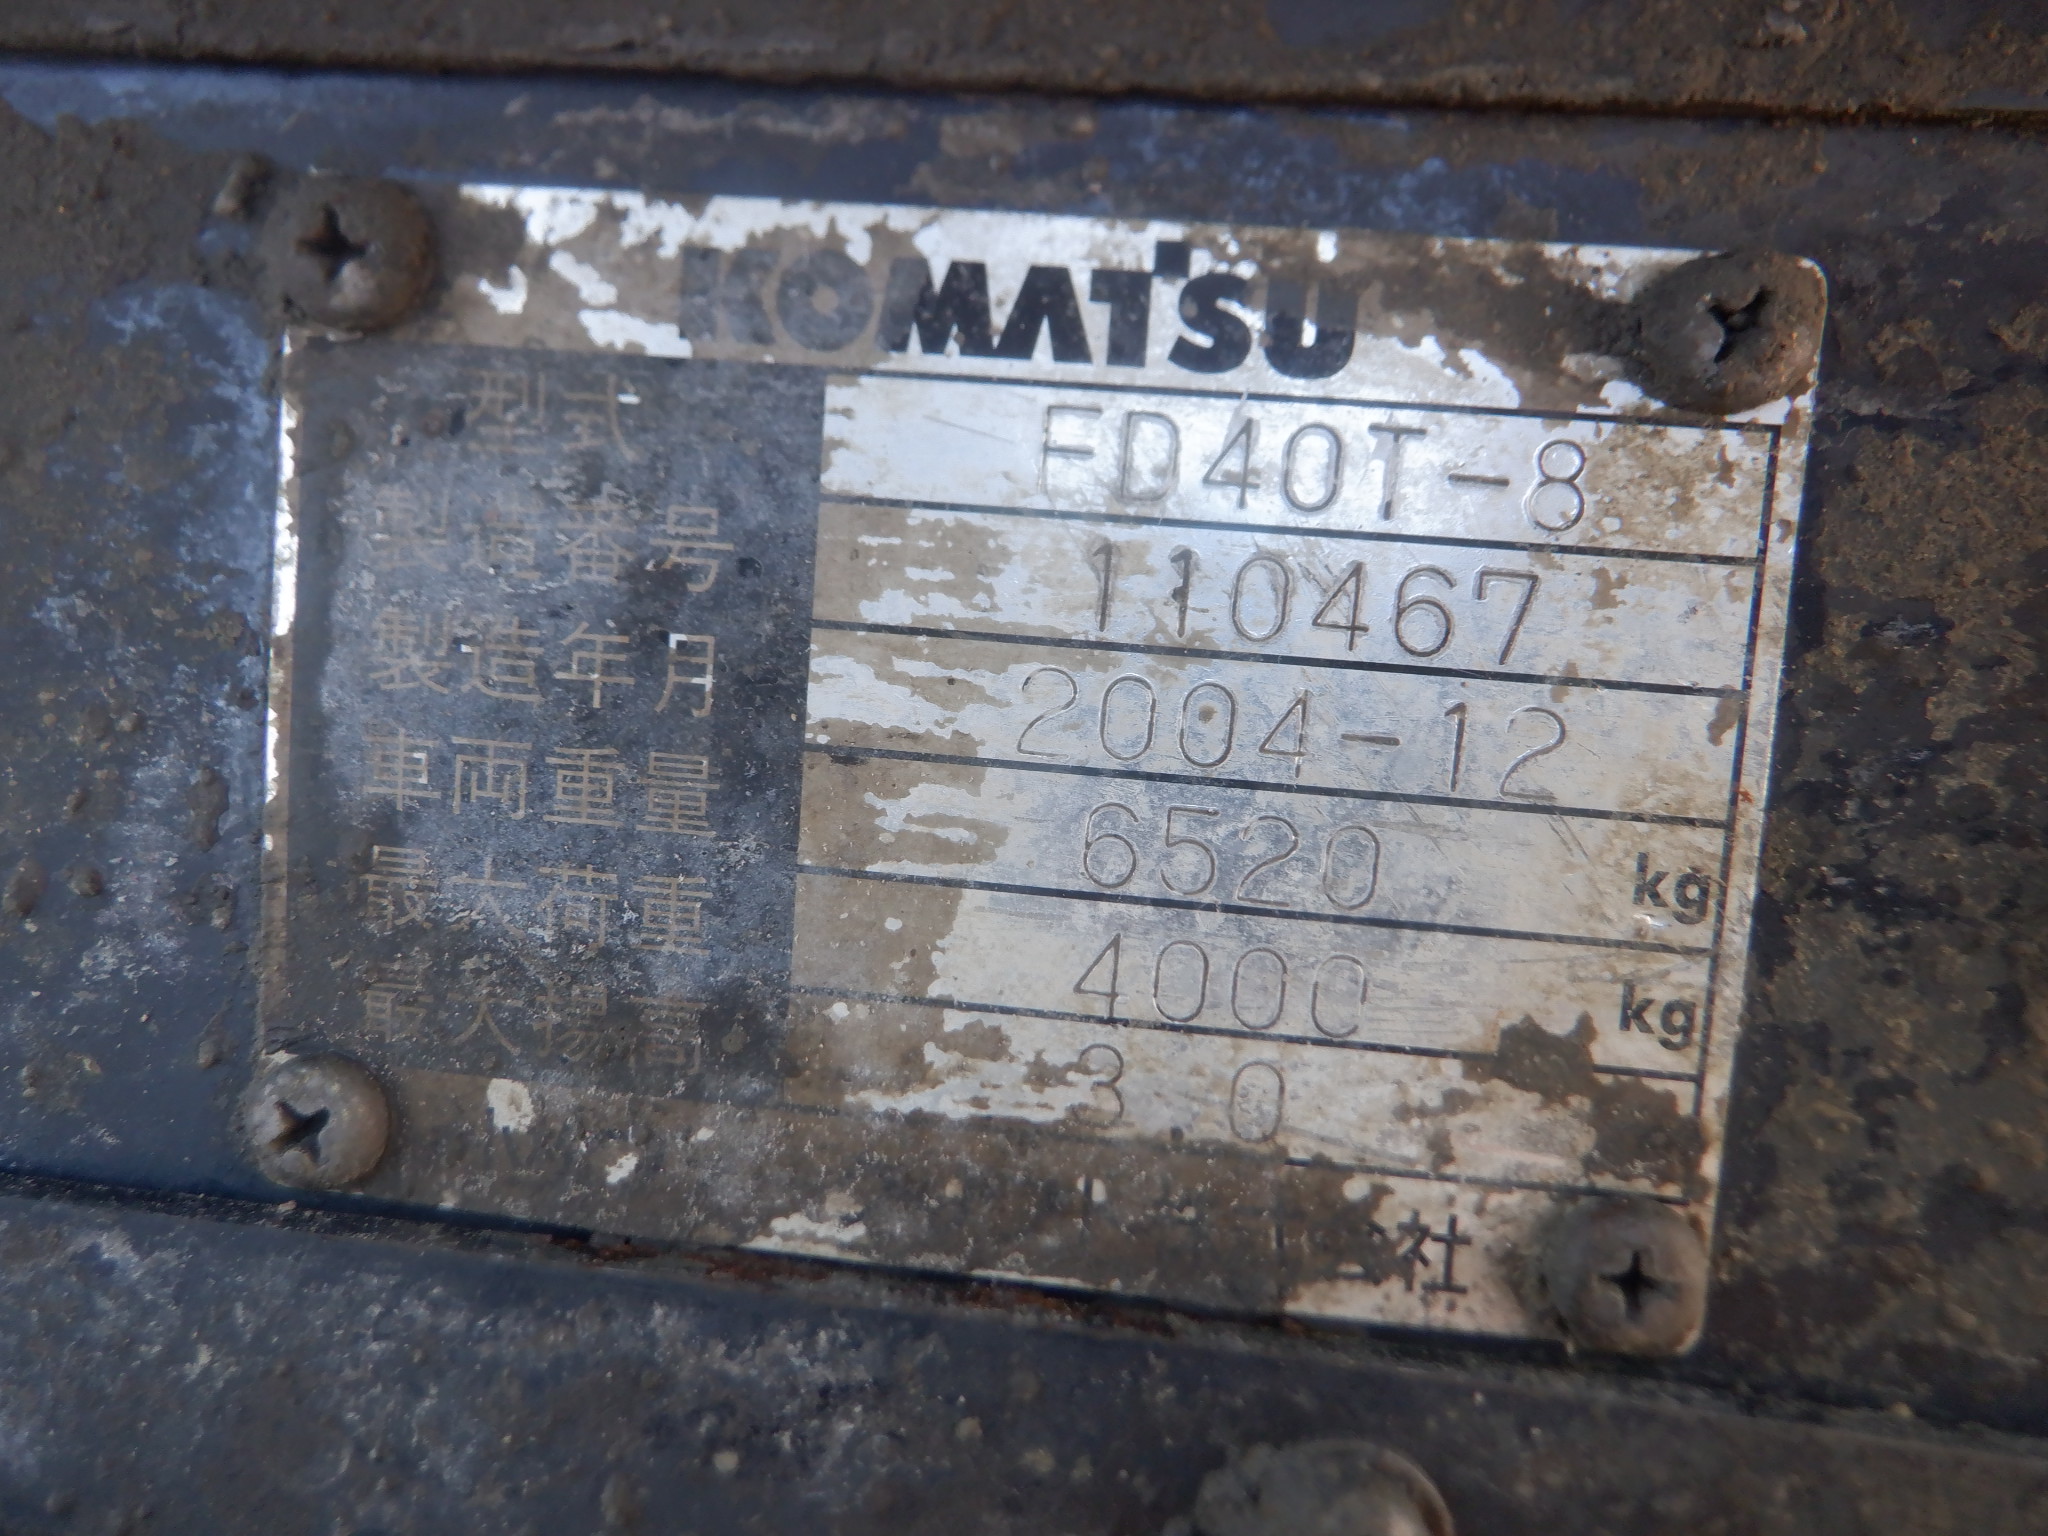 KOMATSU
型式 FD40T-8
製造番号 110467
製造年月 2004-12
車両重量 6520 kg
最大荷重 4000 kg
最大揚高 3 0
社